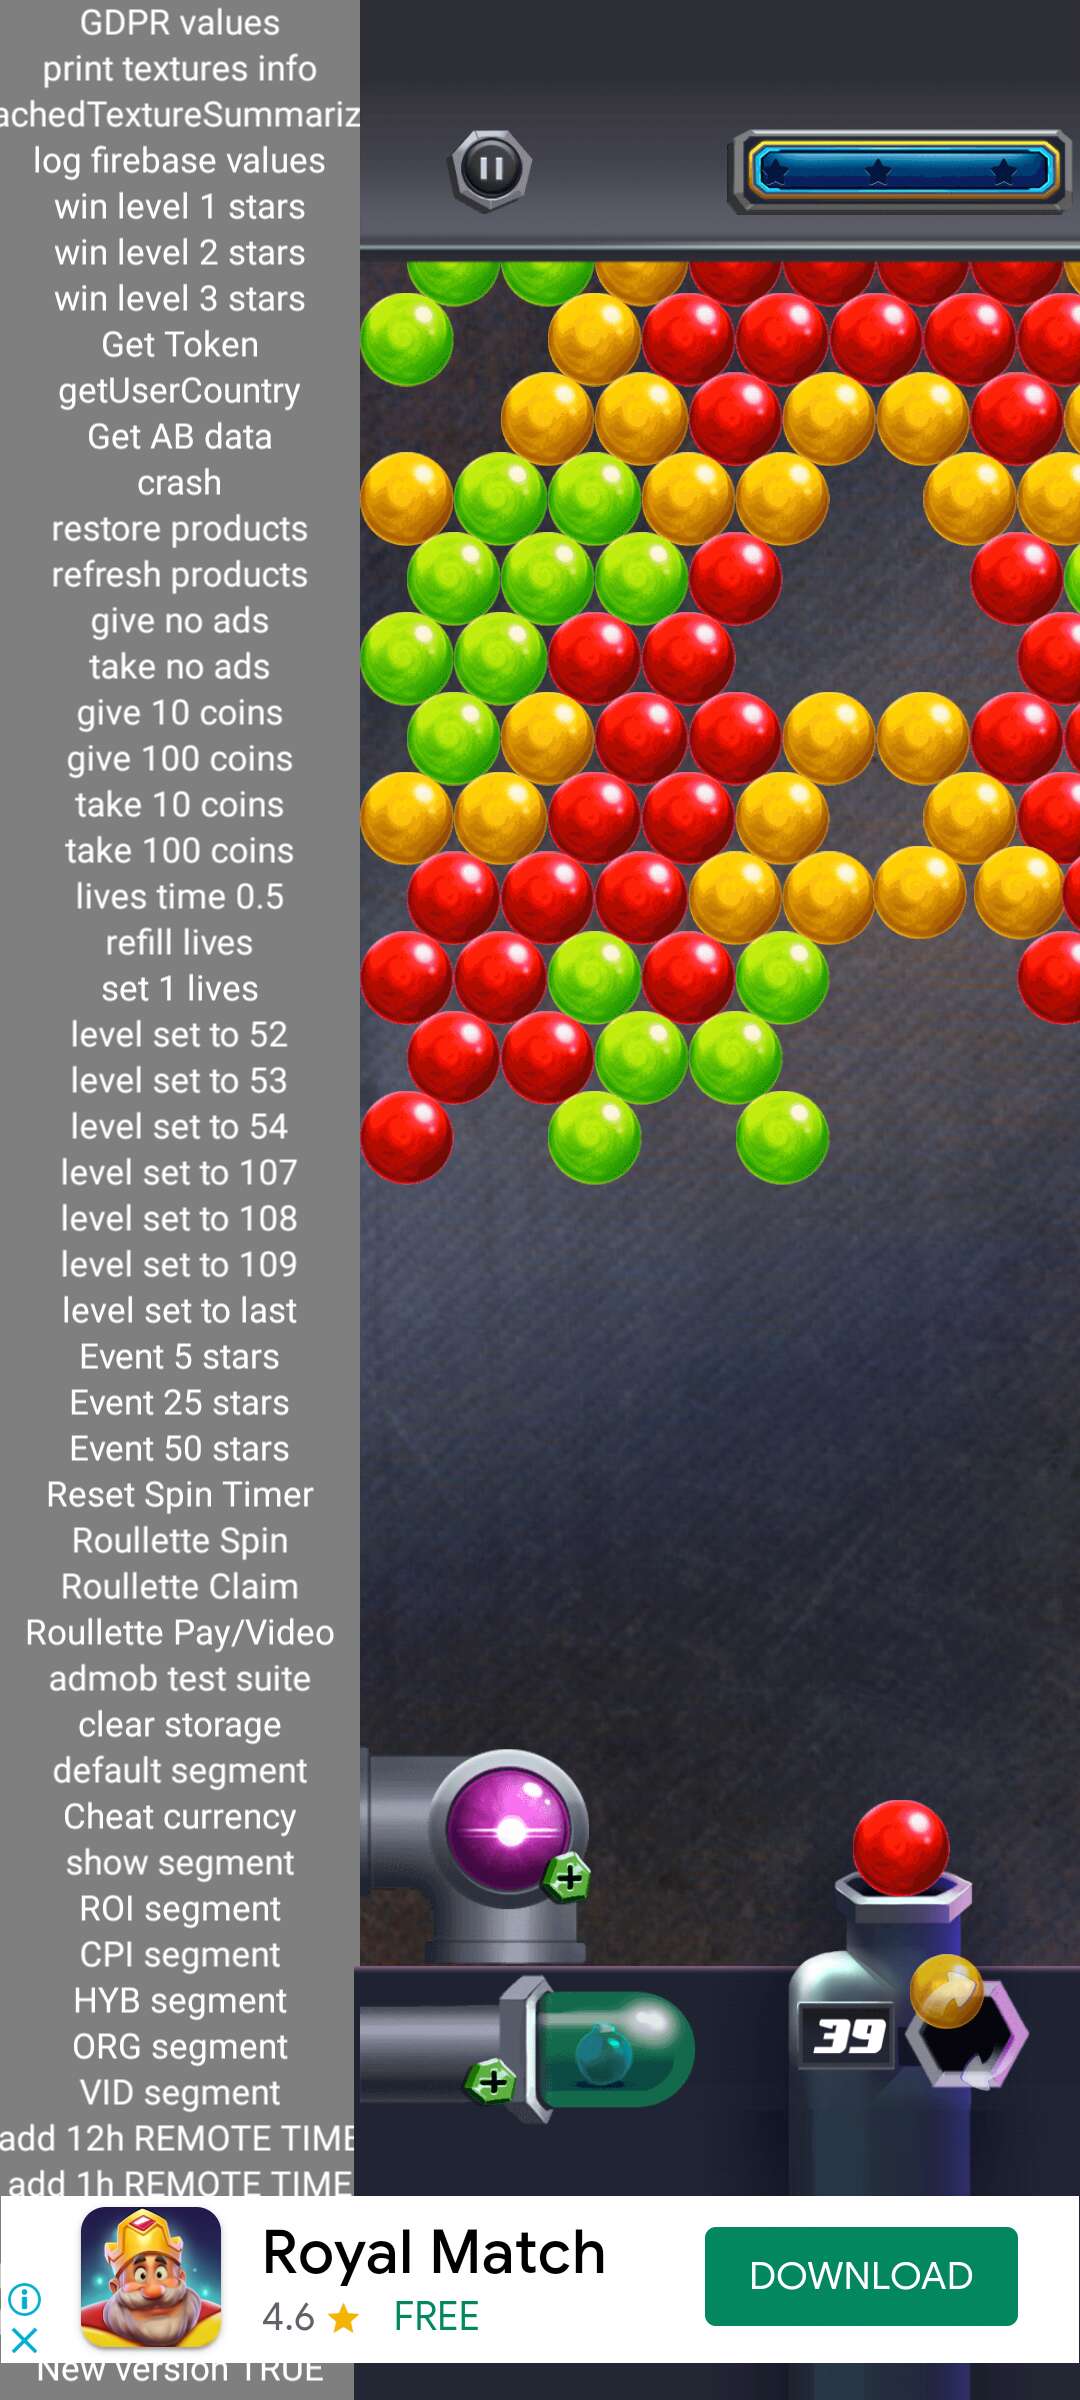 GDPR values
print textures info
achedTextureSummariz
log firebase values
win level 1 stars
win level 2 stars
win level 3 stars
Get Token
getUserCountry
Get AB data
crash
restore products
refresh products
give no ads
take no ads
give 10 coins
give 100 coins
take 10 coins
take 100 coins
lives time 0.5
refill lives
set 1 lives
level set to 52
level set to 53
level set to 54
level set to 107
level set to 108
level set to 109
level set to last
Event 5 stars
Event 25 stars
Event 50 stars
Reset Spin Timer
Roullette Spin
Roullette Claim
Roullette Pay/Video
admob test suite
clear storage
default segment
Cheat currency
show segment
ROI segment
CPI segment
HYB segment
ORG segment
VID segment
39
add 12h REMOTE TIME
add 1h REMOTE TIME
Royal Match
4.6 FREE
DOWNLOAD
New version TRUE